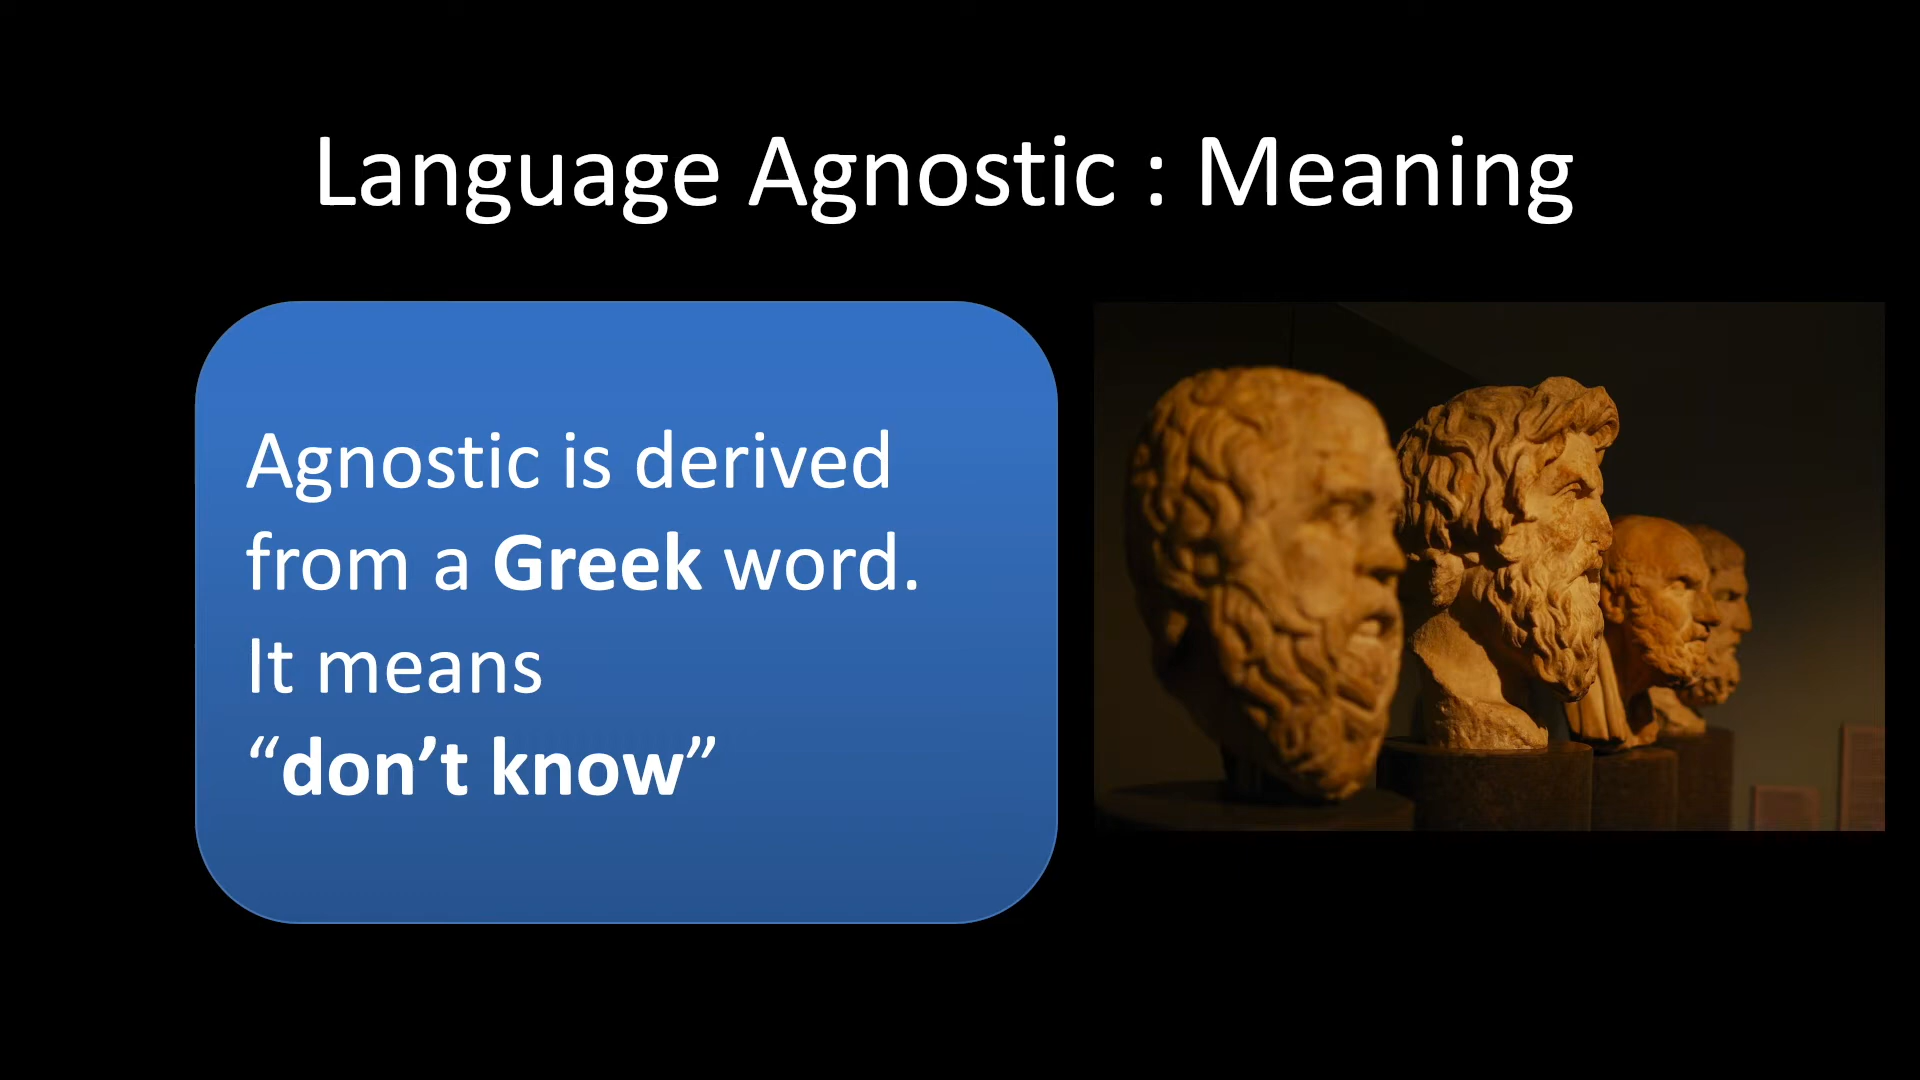 Language Agnostic : Meaning
Agnostic is derived
from a Greek word.
It means
“don’t know”